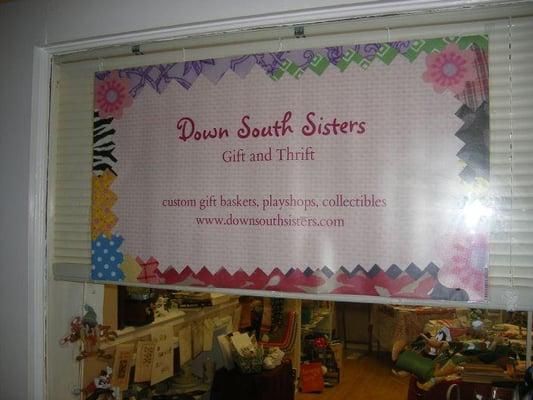 Down South Sisters
Gift and Thrift
custom gift baskets, playshops, collectibles
www.downsouthsisters.com